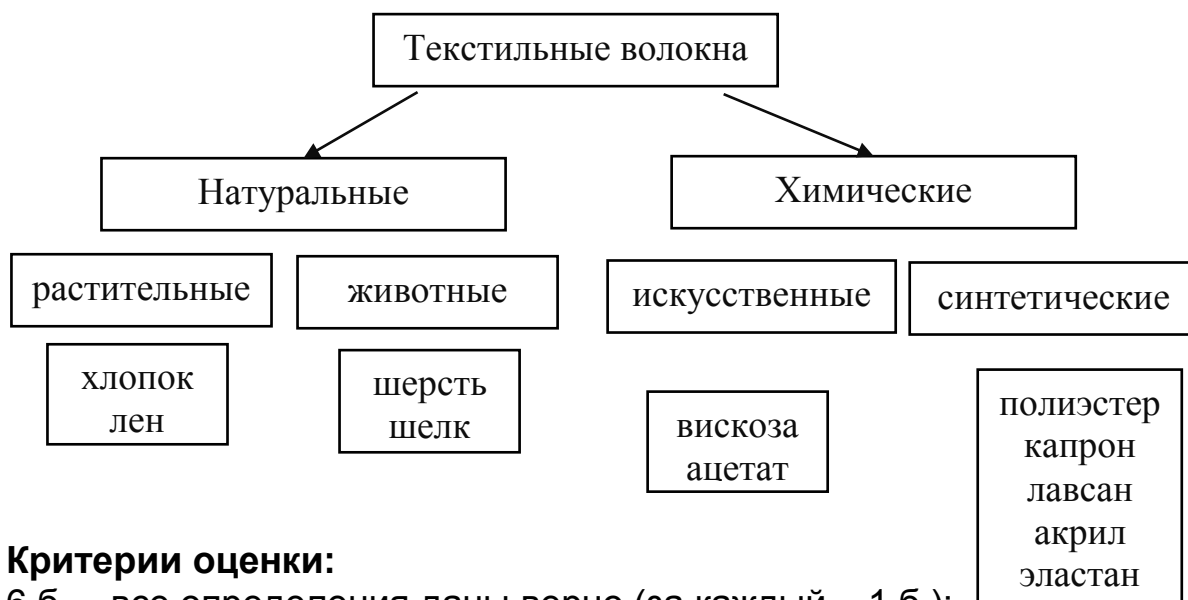 Текстильные волокна
Натуральные
Химические
растительные
животные
искусственные
синтетические
хлопок
лен
шерсть
шелк
вискоза
ацетат
полиэстер
капрон
лавсан
акрил
эластан
Критерии оценки:
6 б. – все определения даны верно (за каждый – 1 б.);